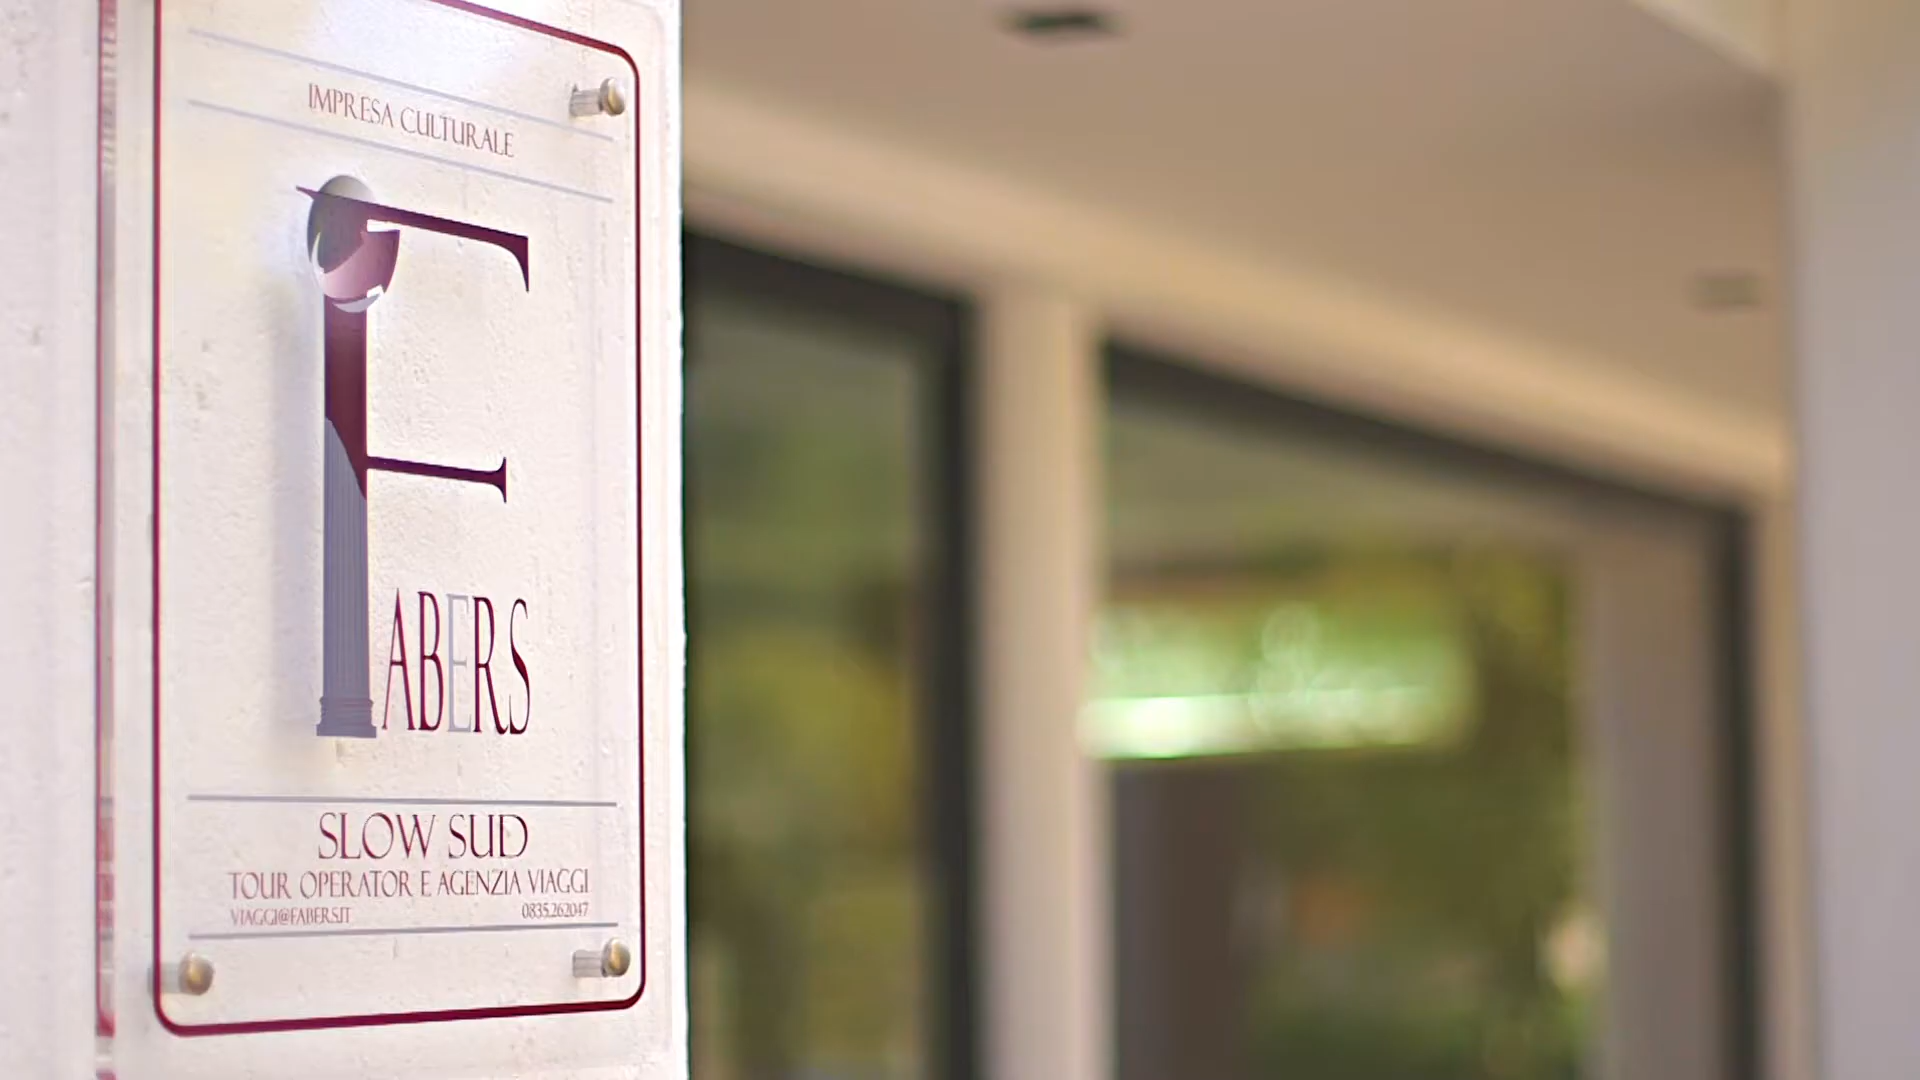 IMPRESA CULTURALE
FABERS
SLOW SUD
TOUR OPERATOR E AGENZIA VIAGGI
VIAGGI@FABERS.IT 0835.262047